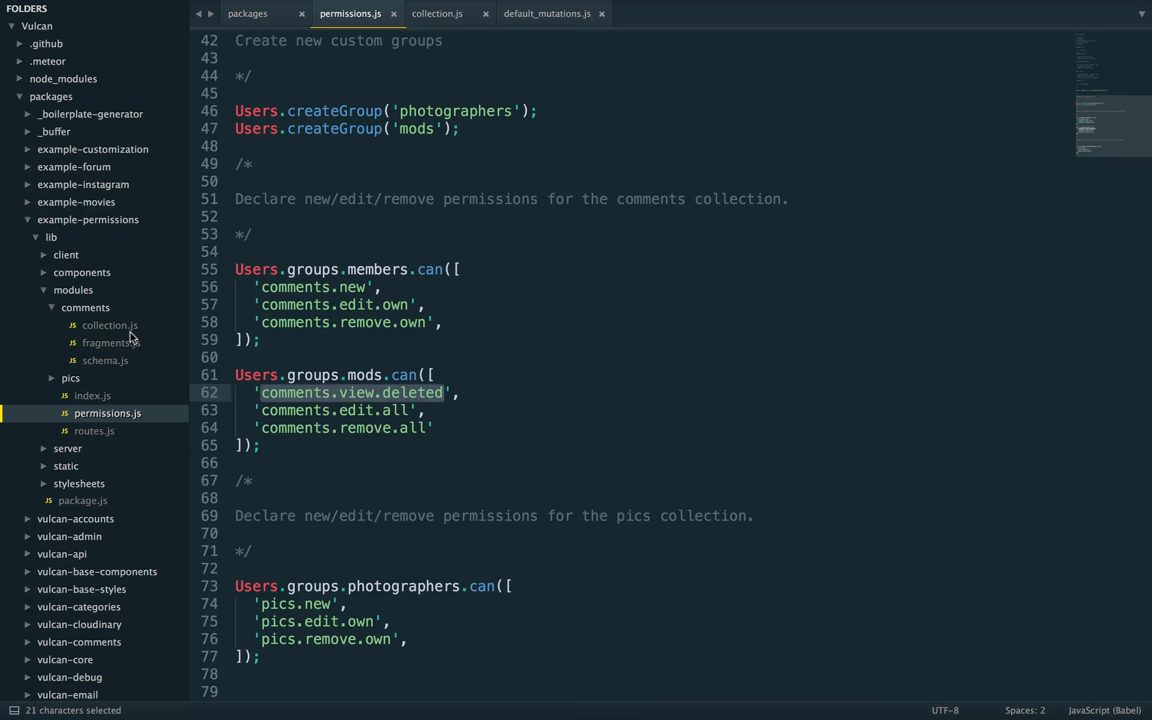 FOLDERS
Vulcan
.github
.meteor
node_modules
packages
_boilerplate-generator
_buffer
example-customization
example-forum
example-instagram
example-movies
example-permissions
lib
client
components
modules
comments
JS collection.js
JS fragments.js
JS schema.js
pics
JS index.js
JS permissions.js
JS routes.js
server
static
stylesheets
JS package.js
vulcan-accounts
vulcan-admin
vulcan-api
vulcan-base-components
vulcan-base-styles
vulcan-categories
vulcan-cloudinary
vulcan-comments
vulcan-core
vulcan-debug
vulcan-email
packages × permissions.js × collection.js × default_mutations.js ×
42 Create new custom groups
43
44 */
45
46 Users.createGroup('photographers');
47 Users.createGroup('mods');
48
49 /*
50
51 Declare new/edit/remove permissions for the comments collection.
52
53 */
54
55 Users.groups.members.can([
56 'comments.new',
57 'comments.edit.own',
58 'comments.remove.own',
59 ]);
60
61 Users.groups.mods.can([
62 'comments.view.deleted',
63 'comments.edit.all',
64 'comments.remove.all'
65 ]);
66
67 /*
68
69 Declare new/edit/remove permissions for the pics collection.
70
71 */
72
73 Users.groups.photographers.can([
74 'pics.new',
75 'pics.edit.own',
76 'pics.remove.own',
77 ]);
78
79
21 characters selected UTF-8 Spaces: 2 JavaScript (Babel)